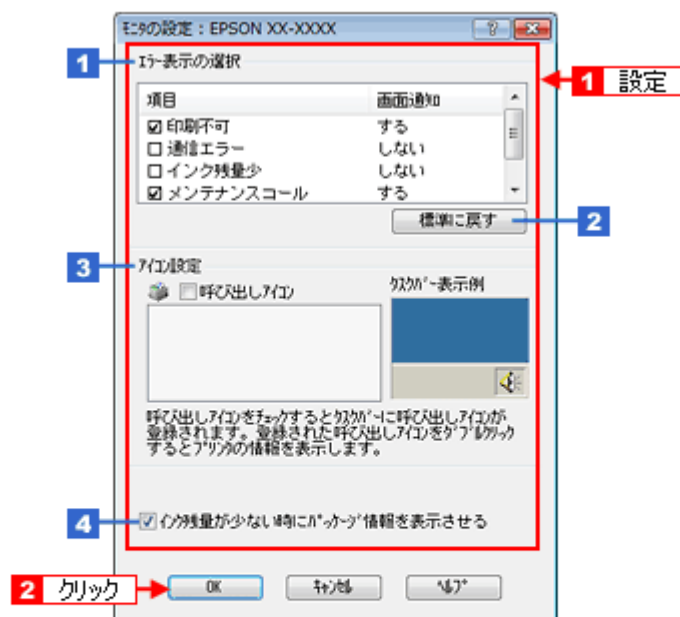 ﾓﾆﾀの設定：EPSON XX-XXXX
1 ｴﾗｰ表示の選択
1 設定
項目 画面通知
印刷不可 する
通信エラー しない
インク残量少 しない
メンテナンスコール する
標準に戻す 2
3 ｱｲｺﾝ設定
呼び出しｱｲｺﾝ
ﾀｽｸﾊﾞｰ表示例
呼び出しｱｲｺﾝをﾁｪｯｸするとﾀｽｸﾊﾞｰに呼び出しｱｲｺﾝが
登録されます。登録された呼び出しｱｲｺﾝをﾀﾞﾌﾞﾙｸﾘｯｸ
するとﾌﾟﾘﾝﾀの情報を表示します。
4 ｲﾝｸ残量が少ない時にﾊﾟｯｹｰｼﾞ情報を表示させる
2 クリック
OK ｷｬﾝｾﾙ ﾍﾙﾌﾟ